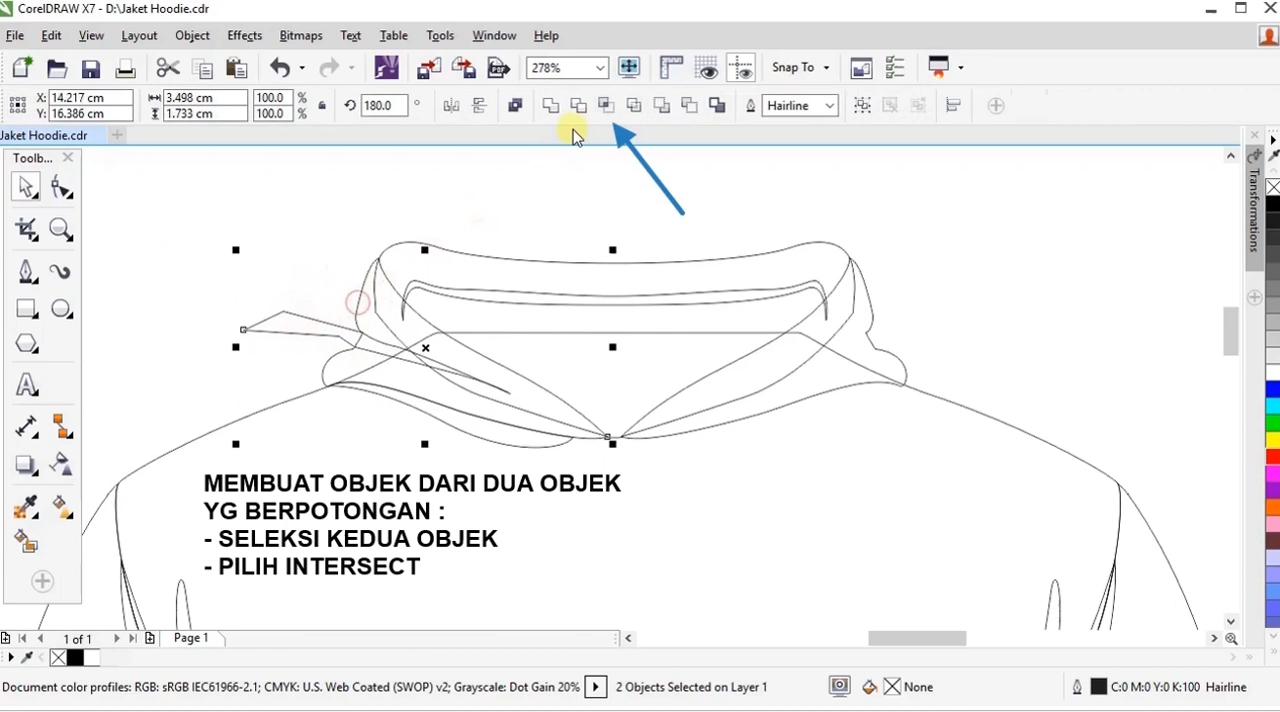 CorelDRAW X7 - D:\Jaket Hoodie.cdr
File Edit View Layout Object Effects Bitmaps Text Table Tools Window Help
278% Snap To
X: 14.217 cm 3.498 cm 100.0 % 180.0 ° Hairline
Y: 16.386 cm 1.733 cm 100.0 %
Jaket Hoodie.cdr
Toolb...
Transformations
MEMBUAT OBJEK DARI DUA OBJEK
YG BERPOTONGAN :
- SELEKSI KEDUA OBJEK
- PILIH INTERSECT
1 of 1 Page 1
Document color profiles: RGB: sRGB IEC61966-2.1; CMYK: U.S. Web Coated (SWOP) v2; Grayscale: Dot Gain 20% 2 Objects Selected on Layer 1 None C:0 M:0 Y:0 K:100 Hairline